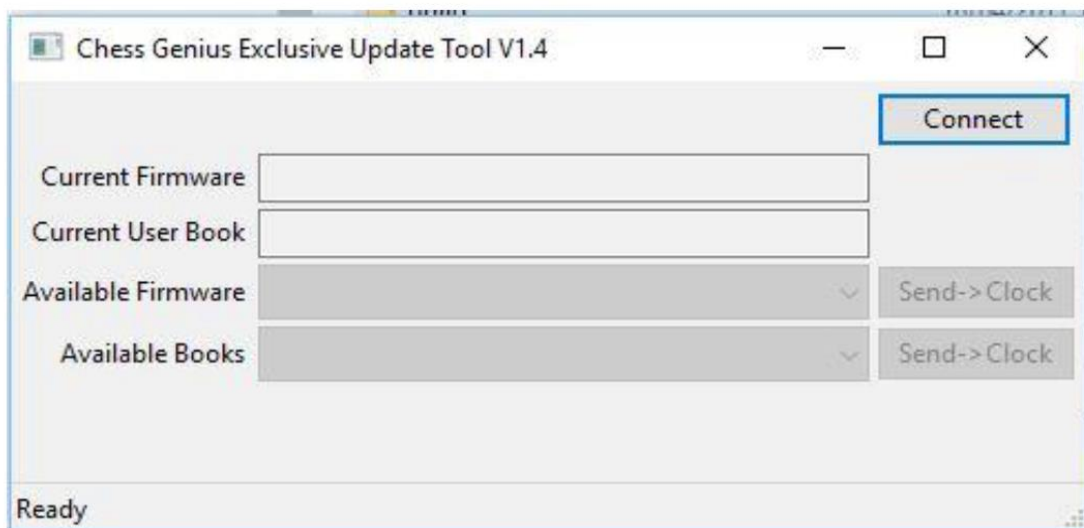 Chess Genius Exclusive Update Tool V1.4
Connect
Current Firmware
Current User Book
Available Firmware
Send->Clock
Available Books
Send->Clock
Ready